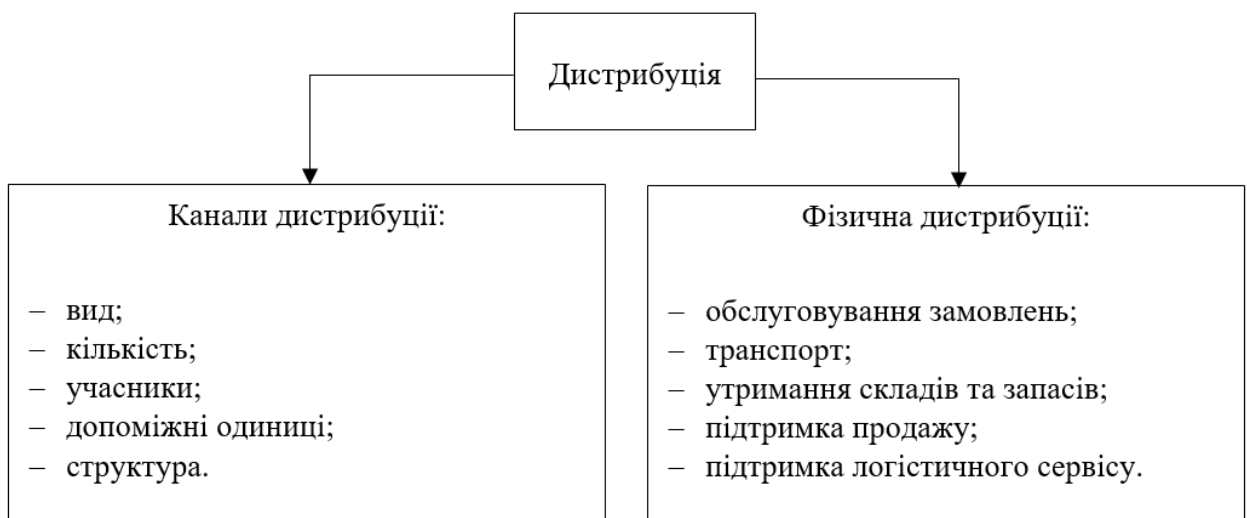 Дистрибуція
Канали дистрибуції:
– вид;
– кількість;
– учасники;
– допоміжні одиниці;
– структура.
Фізична дистрибуції:
– обслуговування замовлень;
– транспорт;
– утримання складів та запасів;
– підтримка продажу;
– підтримка логістичного сервісу.